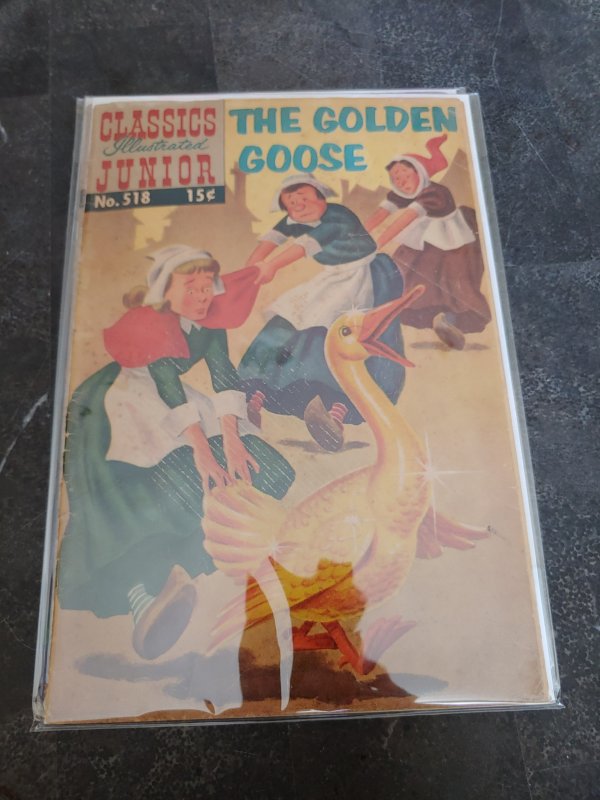 CLASSICS
Illustrated
JUNIOR
No. 518 15¢
THE GOLDEN
GOOSE